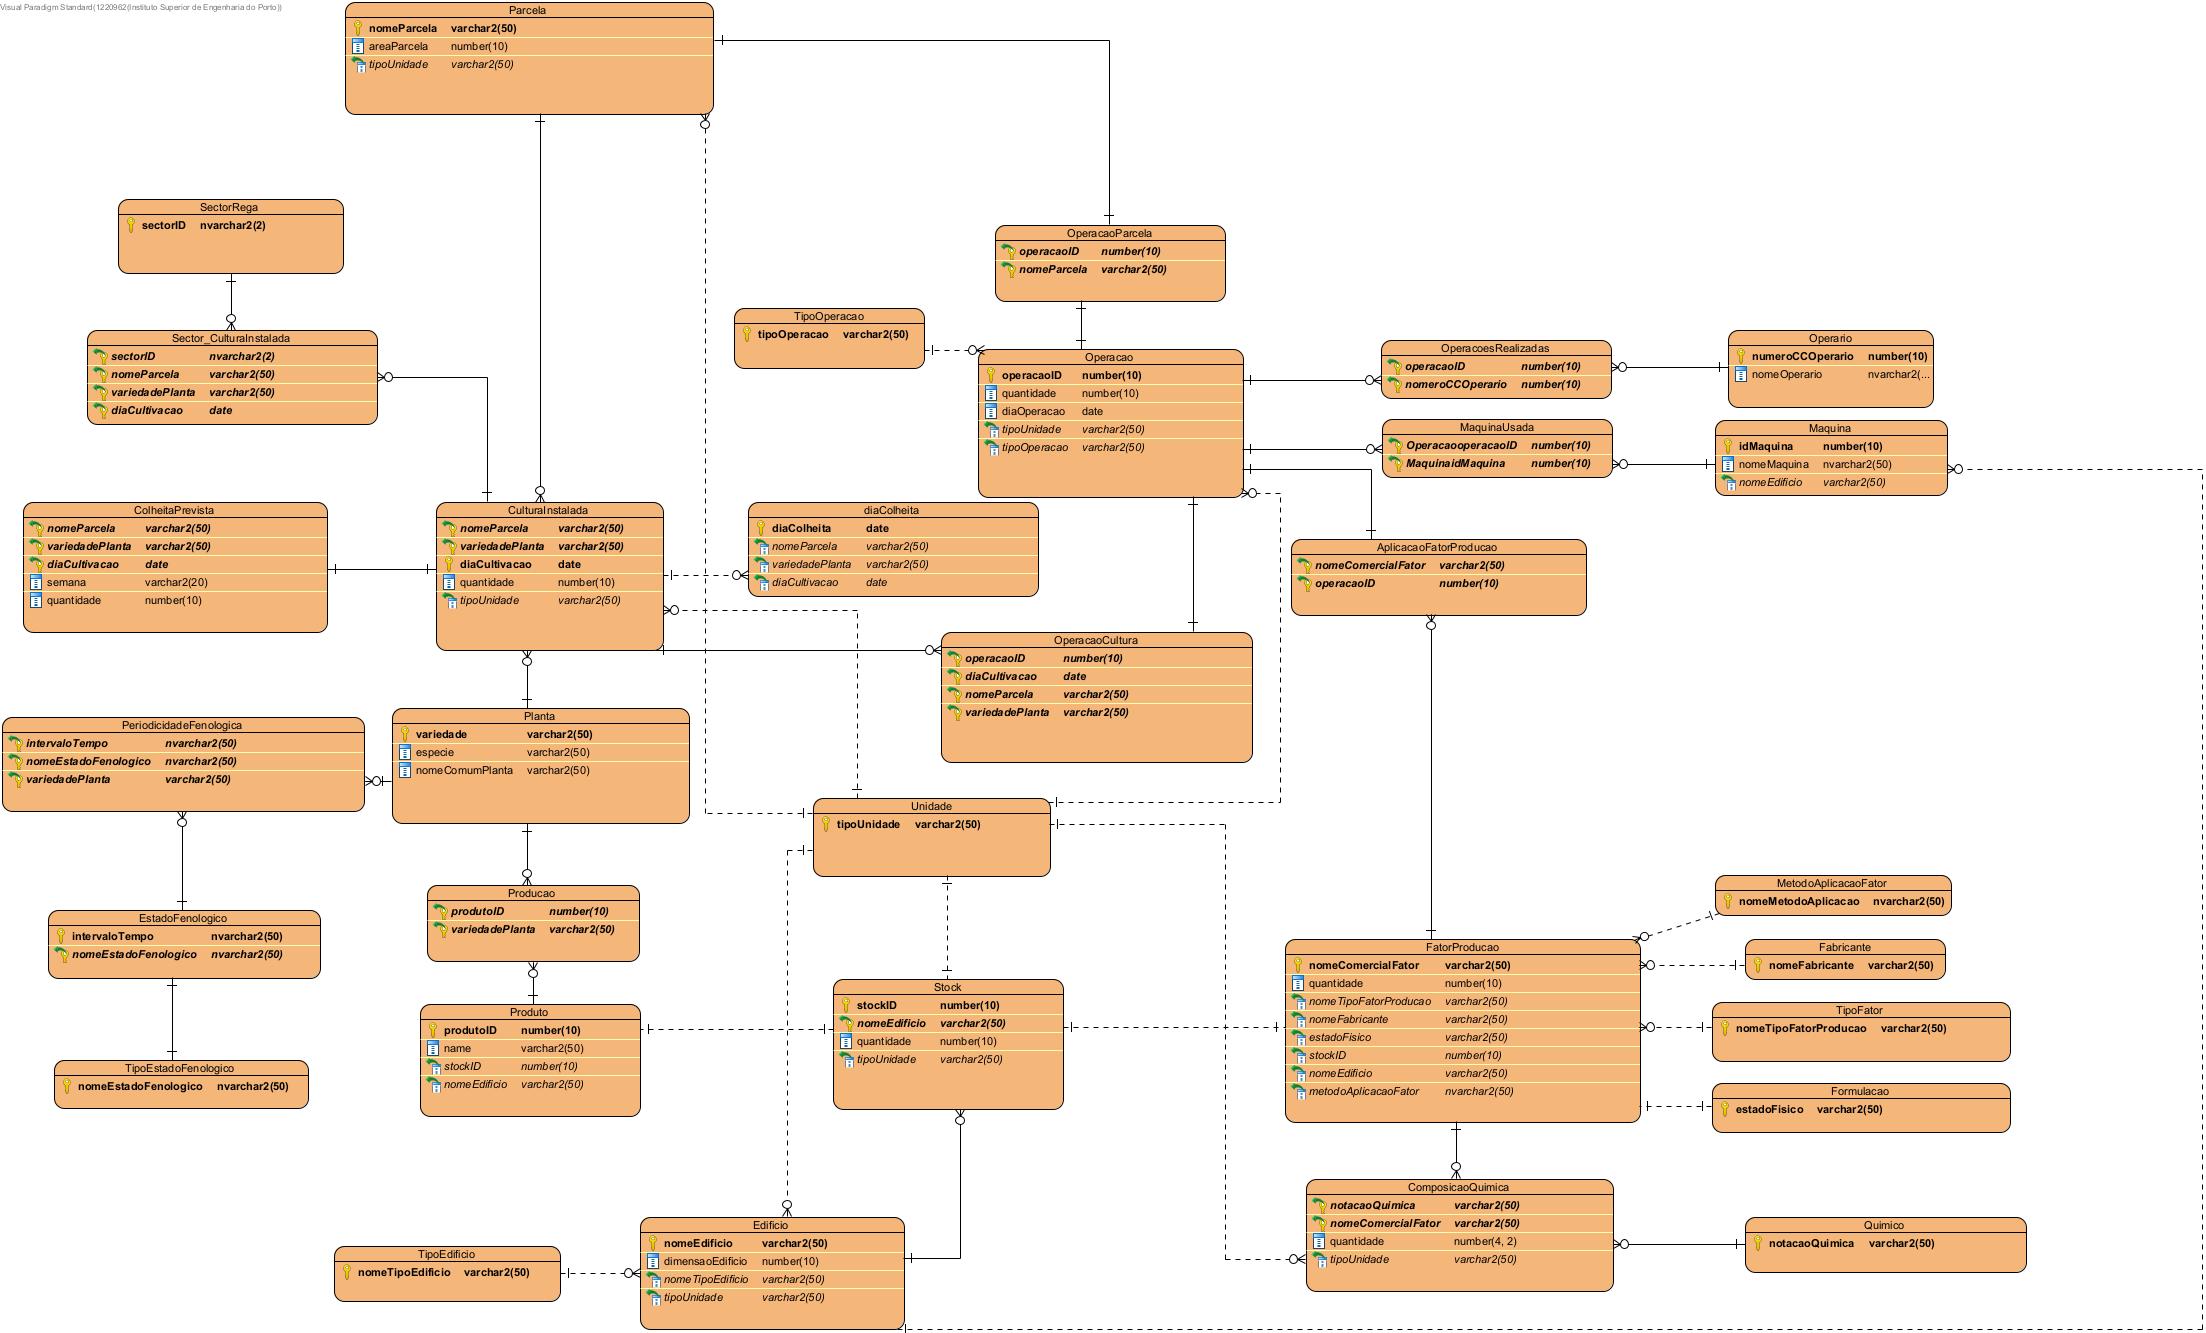 Visual Paradigm Standard(1220962(Instituto Superior de Engenharia do Porto))
Parcela
nomeParcela varchar2(50)
areaParcela number(10)
tipoUnidade varchar2(50)
SectorRega
sectorID nvarchar2(2)
OperacaoParcela
operacaoID number(10)
nomeParcela varchar2(50)
TipoOperacao
tipoOperacao varchar2(50)
Sector_CulturaInstalada
sectorID nvarchar2(2)
nomeParcela varchar2(50)
variedadePlanta varchar2(50)
diaCultivacao date
Operacao
operacaoID number(10)
quantidade number(10)
diaOperacao date
tipoUnidade varchar2(50)
tipoOperacao varchar2(50)
OperacoesRealizadas
operacaoID number(10)
nomeroCCOperario number(10)
Operario
numeroCCOperario number(10)
nomeOperario nvarchar2(...
MaquinaUsada
OperacaooperacaoID number(10)
MaquinaidMaquina number(10)
Maquina
idMaquina number(10)
nomeMaquina nvarchar2(50)
nomeEdificio varchar2(50)
ColheitaPrevista
nomeParcela varchar2(50)
variedadePlanta varchar2(50)
diaCultivacao date
semana varchar2(20)
quantidade number(10)
CulturaInstalada
nomeParcela varchar2(50)
variedadePlanta varchar2(50)
diaCultivacao date
quantidade number(10)
tipoUnidade varchar2(50)
diaColheita
diaColheita date
nomeParcela varchar2(50)
variedadePlanta varchar2(50)
diaCultivacao date
AplicacaoFatorProducao
nomeComercialFator varchar2(50)
operacaoID number(10)
OperacaoCultura
operacaoID number(10)
diaCultivacao date
nomeParcela varchar2(50)
variedadePlanta varchar2(50)
PeriodicidadeFenologica
intervaloTempo nvarchar2(50)
nomeEstadoFenologico nvarchar2(50)
variedadePlanta varchar2(50)
Planta
variedade varchar2(50)
especie varchar2(50)
nomeComumPlanta varchar2(50)
Unidade
tipoUnidade varchar2(50)
Producao
produtoID number(10)
variedadePlanta varchar2(50)
EstadoFenologico
intervaloTempo nvarchar2(50)
nomeEstadoFenologico nvarchar2(50)
MetodoAplicacaoFator
nomeMetodoAplicacao nvarchar2(50)
Fabricante
nomeFabricante varchar2(50)
FatorProducao
nomeComercialFator varchar2(50)
quantidade number(10)
nomeTipoFatorProducao varchar2(50)
nomeFabricante varchar2(50)
estadoFisico varchar2(50)
stockID number(10)
nomeEdificio varchar2(50)
metodoAplicacaoFator nvarchar2(50)
Stock
stockID number(10)
nomeEdificio varchar2(50)
quantidade number(10)
tipoUnidade varchar2(50)
Produto
produtoID number(10)
name varchar2(50)
stockID number(10)
nomeEdificio varchar2(50)
TipoFator
nomeTipoFatorProducao varchar2(50)
TipoEstadoFenologico
nomeEstadoFenologico nvarchar2(50)
Formulacao
estadoFisico varchar2(50)
ComposicaoQuimica
notacaoQuimica varchar2(50)
nomeComercialFator varchar2(50)
quantidade number(4, 2)
tipoUnidade varchar2(50)
Quimico
notacaoQuimica varchar2(50)
Edificio
nomeEdificio varchar2(50)
dimensaoEdificio number(10)
nomeTipoEdificio varchar2(50)
tipoUnidade varchar2(50)
TipoEdificio
nomeTipoEdificio varchar2(50)